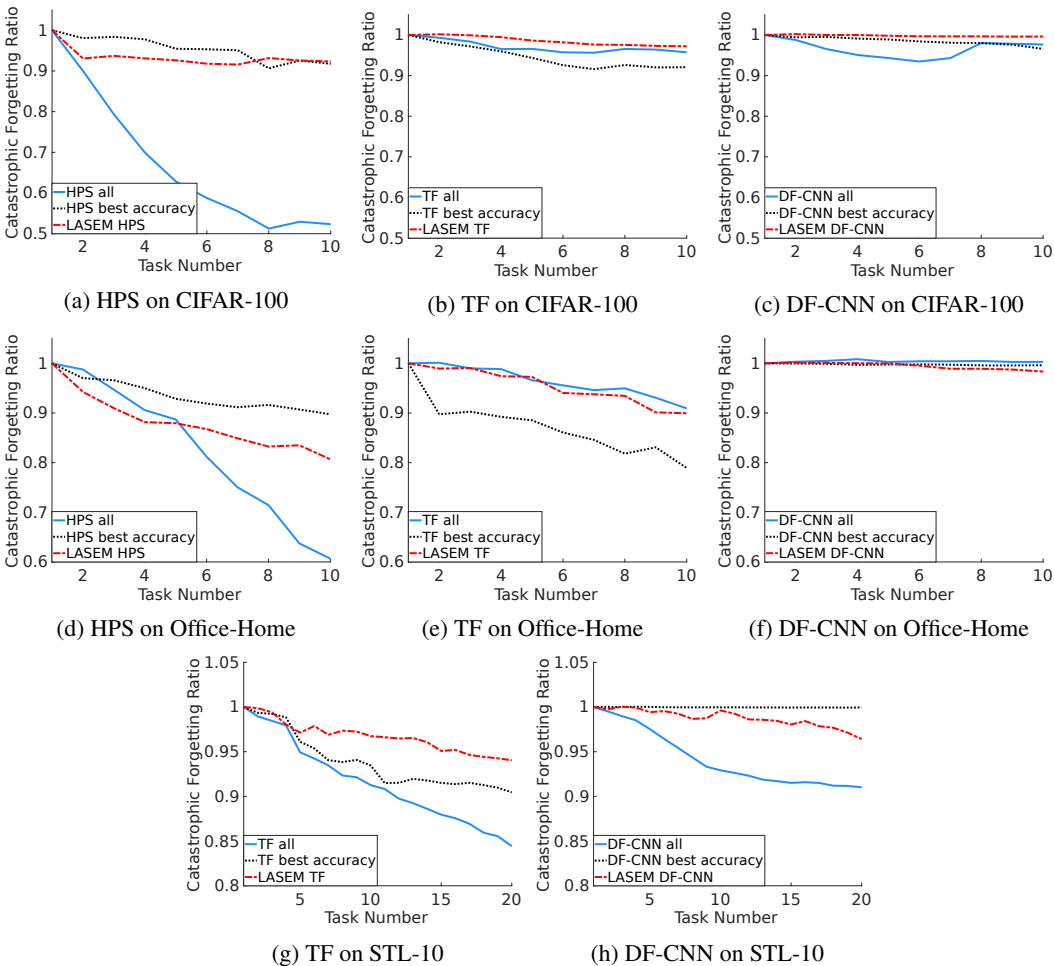 Catastrophic Forgetting Ratio
1
0.9
0.8
0.7
0.6
0.5
HPS all
HPS best accuracy
LASEM HPS
2 4 6 8 10
Task Number
(a) HPS on CIFAR-100
Catastrophic Forgetting Ratio
1
0.9
0.8
0.7
0.6
0.5
TF all
TF best accuracy
LASEM TF
2 4 6 8 10
Task Number
(b) TF on CIFAR-100
Catastrophic Forgetting Ratio
1
0.9
0.8
0.7
0.6
0.5
DF-CNN all
DF-CNN best accuracy
LASEM DF-CNN
2 4 6 8 10
Task Number
(c) DF-CNN on CIFAR-100
Catastrophic Forgetting Ratio
1
0.9
0.8
0.7
0.6
HPS all
HPS best accuracy
LASEM HPS
2 4 6 8 10
Task Number
(d) HPS on Office-Home
Catastrophic Forgetting Ratio
1
0.9
0.8
0.7
0.6
TF all
TF best accuracy
LASEM TF
2 4 6 8 10
Task Number
(e) TF on Office-Home
Catastrophic Forgetting Ratio
1
0.9
0.8
0.7
0.6
DF-CNN all
DF-CNN best accuracy
LASEM DF-CNN
2 4 6 8 10
Task Number
(f) DF-CNN on Office-Home
Catastrophic Forgetting Ratio
1.05
1
0.95
0.9
0.85
0.8
TF all
TF best accuracy
LASEM TF
5 10 15 20
Task Number
(g) TF on STL-10
Catastrophic Forgetting Ratio
1.05
1
0.95
0.9
0.85
0.8
DF-CNN all
DF-CNN best accuracy
LASEM DF-CNN
5 10 15 20
Task Number
(h) DF-CNN on STL-10